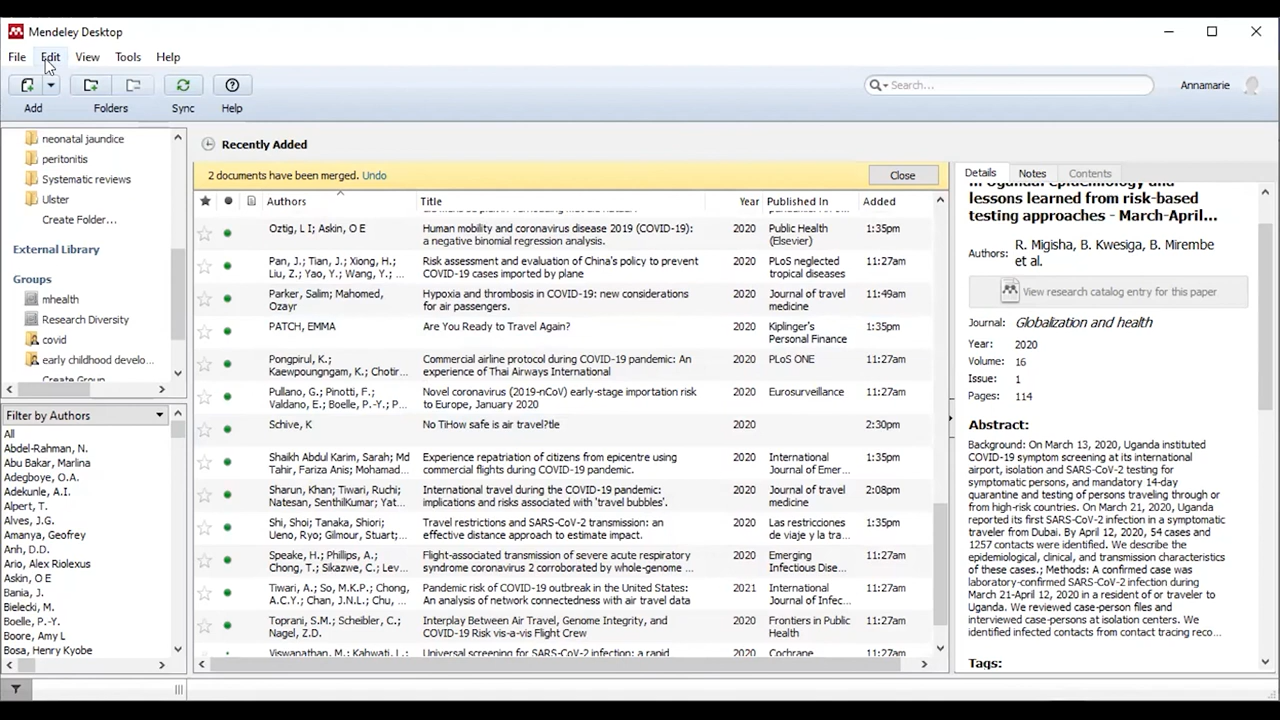 Mendeley Desktop
File Edit View Tools Help
Search...
Annamarie
Add Folders Sync Help
neonatal jaundice
peritonitis
Systematic reviews
Ulster
Create Folder...
External Library
Groups
mhealth
Research Diversity
covid
early childhood develo...
Create Group
Filter by Authors
All
Abdel-Rahman, N.
Abu Bakar, Marlina
Adegboye, O.A.
Adekunle, A.I.
Alpert, T.
Alves, J.G.
Amanya, Geofrey
Anh, D.D.
Ario, Alex Riolexus
Askin, O E
Bania, J.
Bielecki, M.
Boelle, P.-Y.
Boore, Amy L
Bosa, Henry Kyobe
Recently Added
2 documents have been merged. Undo
Close
Authors Title Year Published In Added
Oztig, L I; Askin, O E Human mobility and coronavirus disease 2019 (COVID-19): 2020 Public Health 1:35pm
a negative binomial regression analysis. (Elsevier)
Pan, J.; Tian, J.; Xiong, H.; Risk assessment and evaluation of China's policy to prevent 2020 PLoS neglected 11:27am
Liu, Z.; Yao, Y.; Wang, Y.; ... COVID-19 cases imported by plane tropical diseases
Parker, Salim; Mahomed, Hypoxia and thrombosis in COVID-19: new considerations 2020 Journal of travel 11:49am
Ozayr for air passengers. medicine
PATCH, EMMA Are You Ready to Travel Again? 2020 Kiplinger's 1:35pm
Personal Finance
Pongpirul, K.; Commercial airline protocol during COVID-19 pandemic: An 2020 PLoS ONE 11:27am
Kaewpoungngam, K.; Chotir... experience of Thai Airways International
Pullano, G.; Pinotti, F.; Novel coronavirus (2019-nCoV) early-stage importation risk 2020 Eurosurveillance 11:27am
Valdano, E.; Boelle, P.-Y.; P... to Europe, January 2020
Schive, K No TiHow safe is air travel?tle 2020 2:30pm
Shaikh Abdul Karim, Sarah; Md Experience repatriation of citizens from epicentre using 2020 International 1:35pm
Tahir, Fariza Anis; Mohamad... commercial flights during COVID-19 pandemic. Journal of Emer...
Sharun, Khan; Tiwari, Ruchi; International travel during the COVID-19 pandemic: 2020 Journal of travel 2:08pm
Natesan, SenthilKumar; Yat... implications and risks associated with 'travel bubbles'. medicine
Shi, Shoi; Tanaka, Shiori; Travel restrictions and SARS-CoV-2 transmission: an 2020 Las restricciones 1:35pm
Ueno, Ryo; Gilmour, Stuart;... effective distance approach to estimate impact. de viaje y la tra...
Speake, H.; Phillips, A.; Flight-associated transmission of severe acute respiratory 2020 Emerging 11:27am
Chong, T.; Sikazwe, C.; Lev... syndrome coronavirus 2 corroborated by whole-genome ... Infectious Dise...
Tiwari, A.; So, M.K.P.; Chong, Pandemic risk of COVID-19 outbreak in the United States: 2021 International 11:27am
A.C.Y.; Chan, J.N.L.; Chu, ... An analysis of network connectedness with air travel data Journal of Infec...
Toprani, S.M.; Scheibler, C.; Interplay Between Air Travel, Genome Integrity, and 2020 Frontiers in Public 11:27am
Nagel, Z.D. COVID-19 Risk vis-a-vis Flight Crew Health
Viswanathan, M.; Kahwati, L.; Universal screening for SARS-CoV-2 infection: a rapid 2020 Cochrane 11:27am
Details Notes Contents
in Uganda: epidemiology and
lessons learned from risk-based
testing approaches - March-April...
Authors: R. Migisha, B. Kwesiga, B. Mirembe
et al.
View research catalog entry for this paper
Journal: Globalization and health
Year: 2020
Volume: 16
Issue: 1
Pages: 114
Abstract:
Background: On March 13, 2020, Uganda instituted
COVID-19 symptom screening at its international
airport, isolation and SARS-CoV-2 testing for
symptomatic persons, and mandatory 14-day
quarantine and testing of persons traveling through or
from high-risk countries. On March 21, 2020, Uganda
reported its first SARS-CoV-2 infection in a symptomatic
traveler from Dubai. By April 12, 2020, 54 cases and
1257 contacts were identified. We describe the
epidemiological, clinical, and transmission characteristics
of these cases.; Methods: A confirmed case was
laboratory-confirmed SARS-CoV-2 infection during
March 21-April 12, 2020 in a resident of or traveler to
Uganda. We reviewed case-person files and
interviewed case-persons at isolation centers. We
identified infected contacts from contact tracing reco...
Tags: